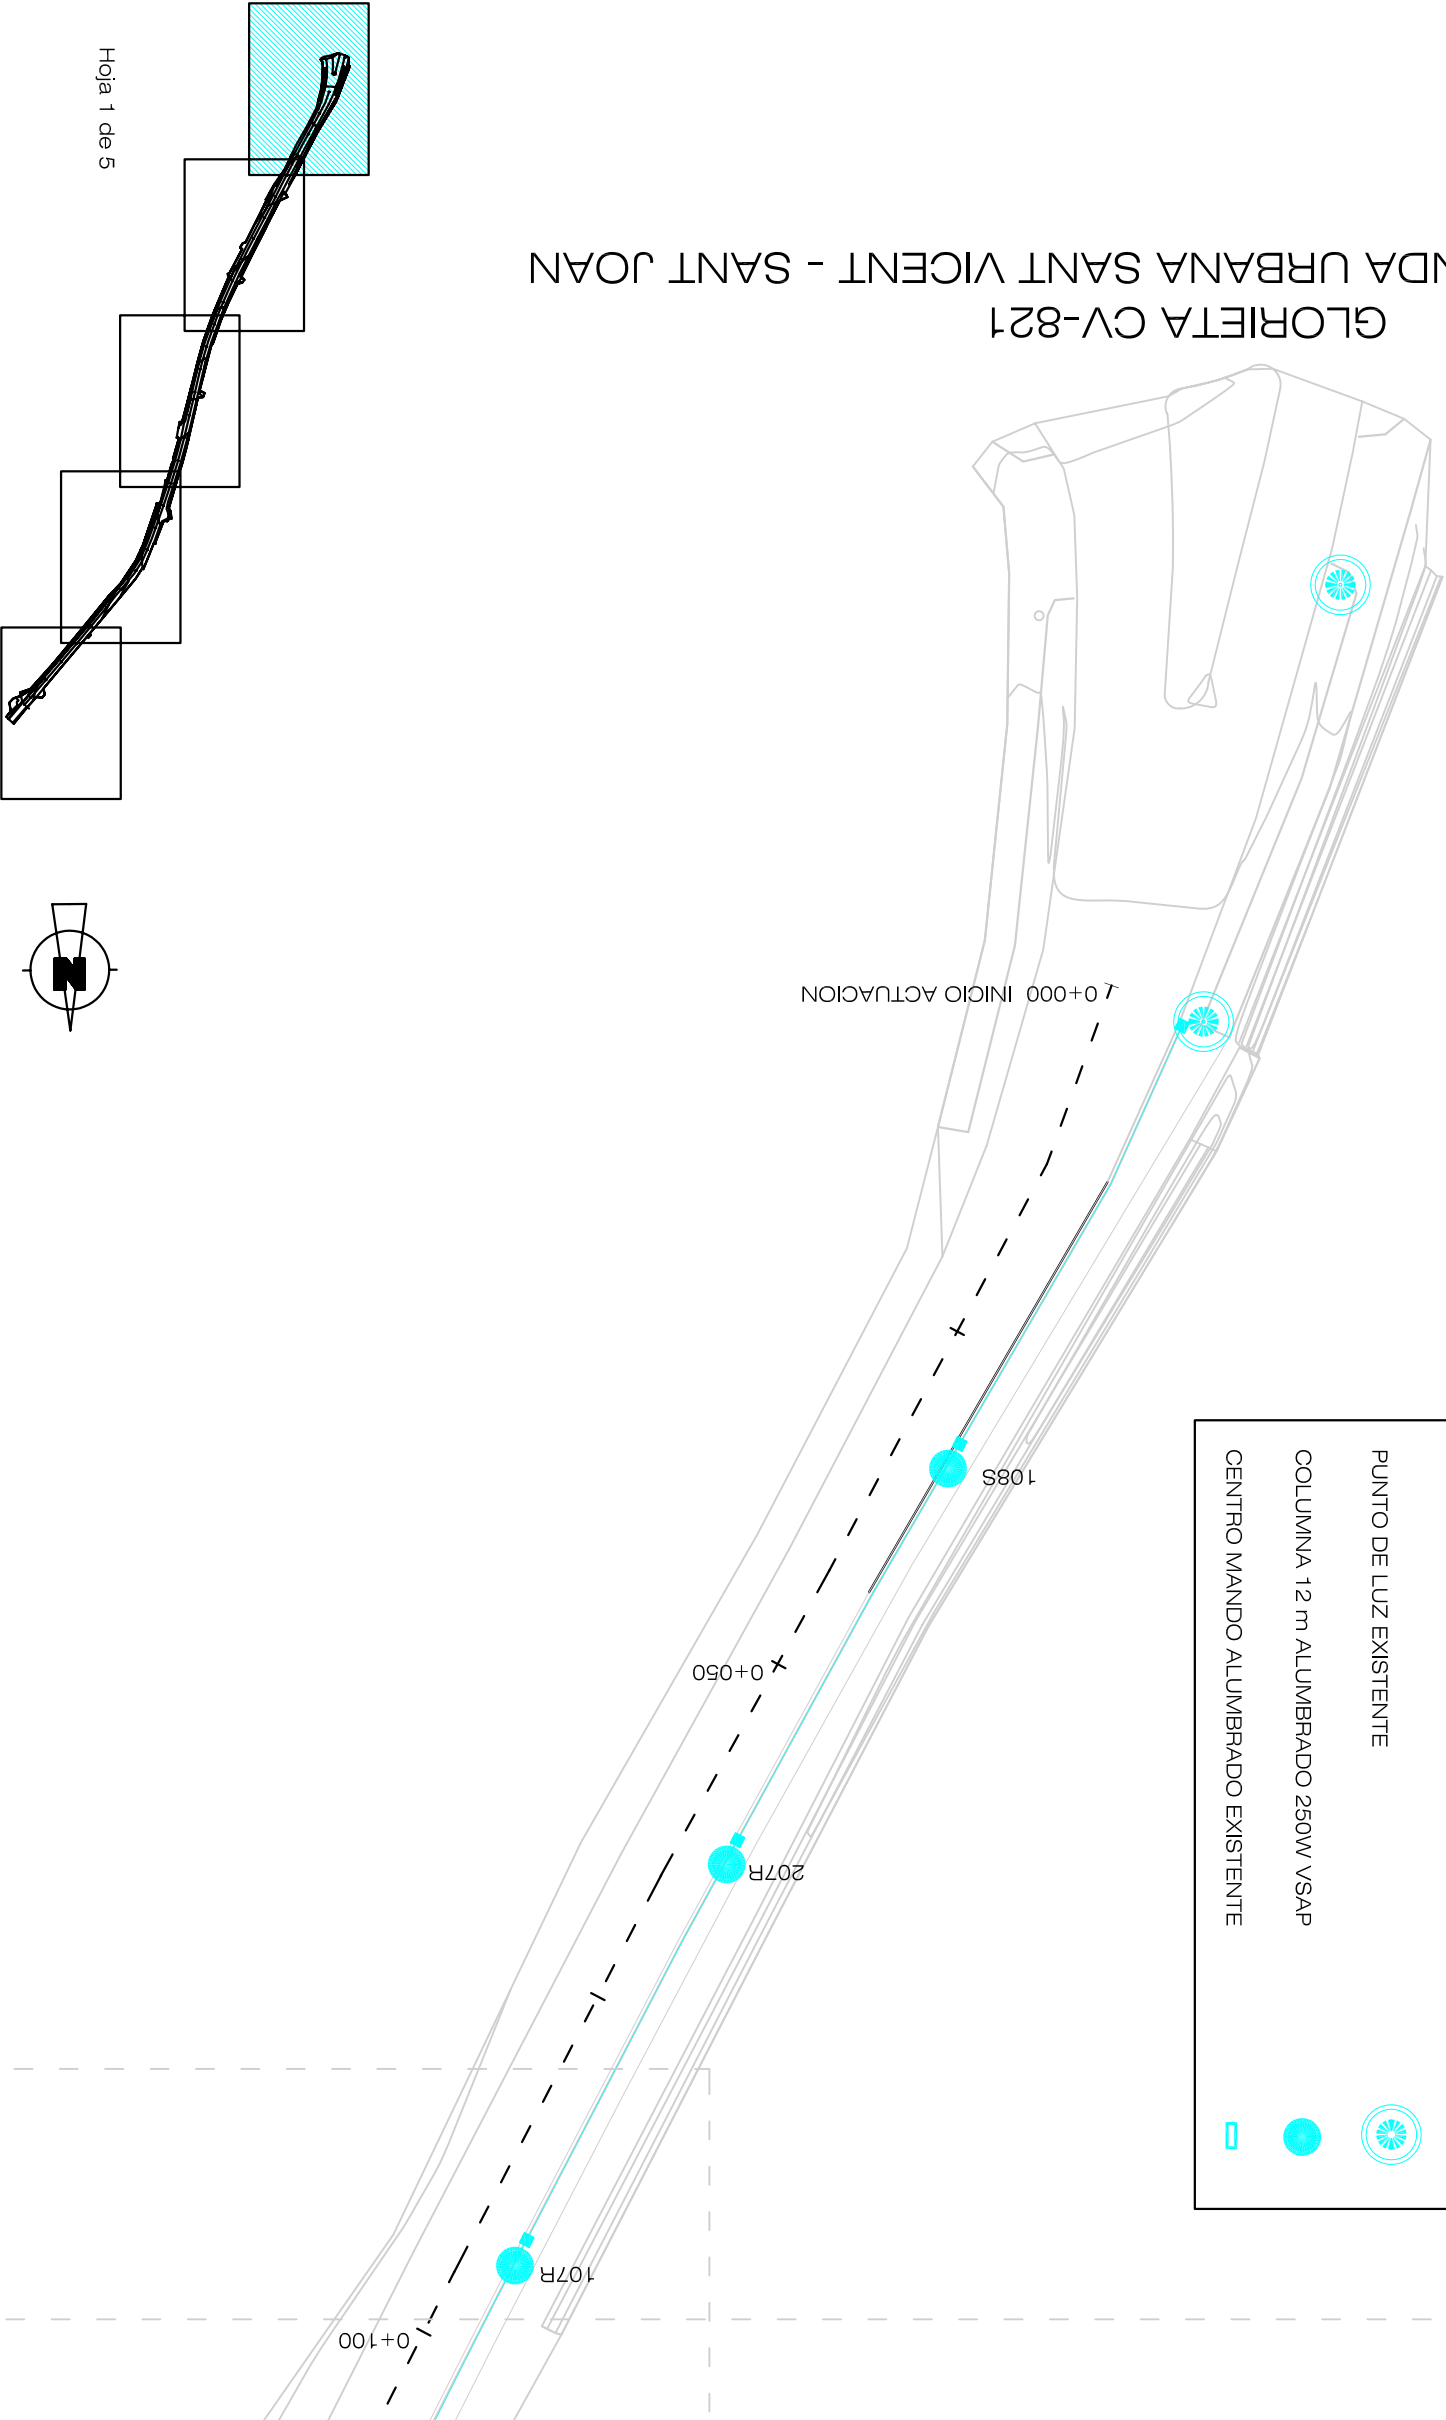 Hoja 1 de 5
NDA URBANA SANT VICENT - SANT JOAN
GLORIETA CV-821
N
0+000 INICIO ACTUACION
108S
0+050
207R
107R
0+100
PUNTO DE LUZ EXISTENTE
COLUMNA 12 m ALUMBRADO 250W VSAP
CENTRO MANDO ALUMBRADO EXISTENTE